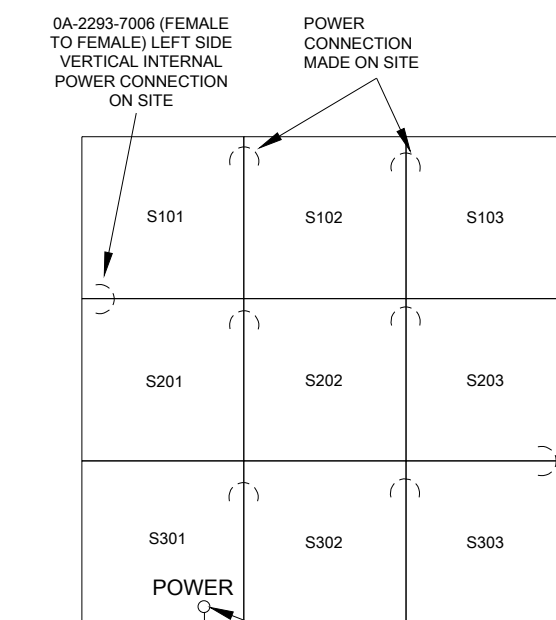 0A-2293-7006 (FEMALE
TO FEMALE) LEFT SIDE
VERTICAL INTERNAL
POWER CONNECTION
ON SITE
POWER
CONNECTION
MADE ON SITE
S101
S102
S103
S201
S202
S203
S301
S302
S303
POWER